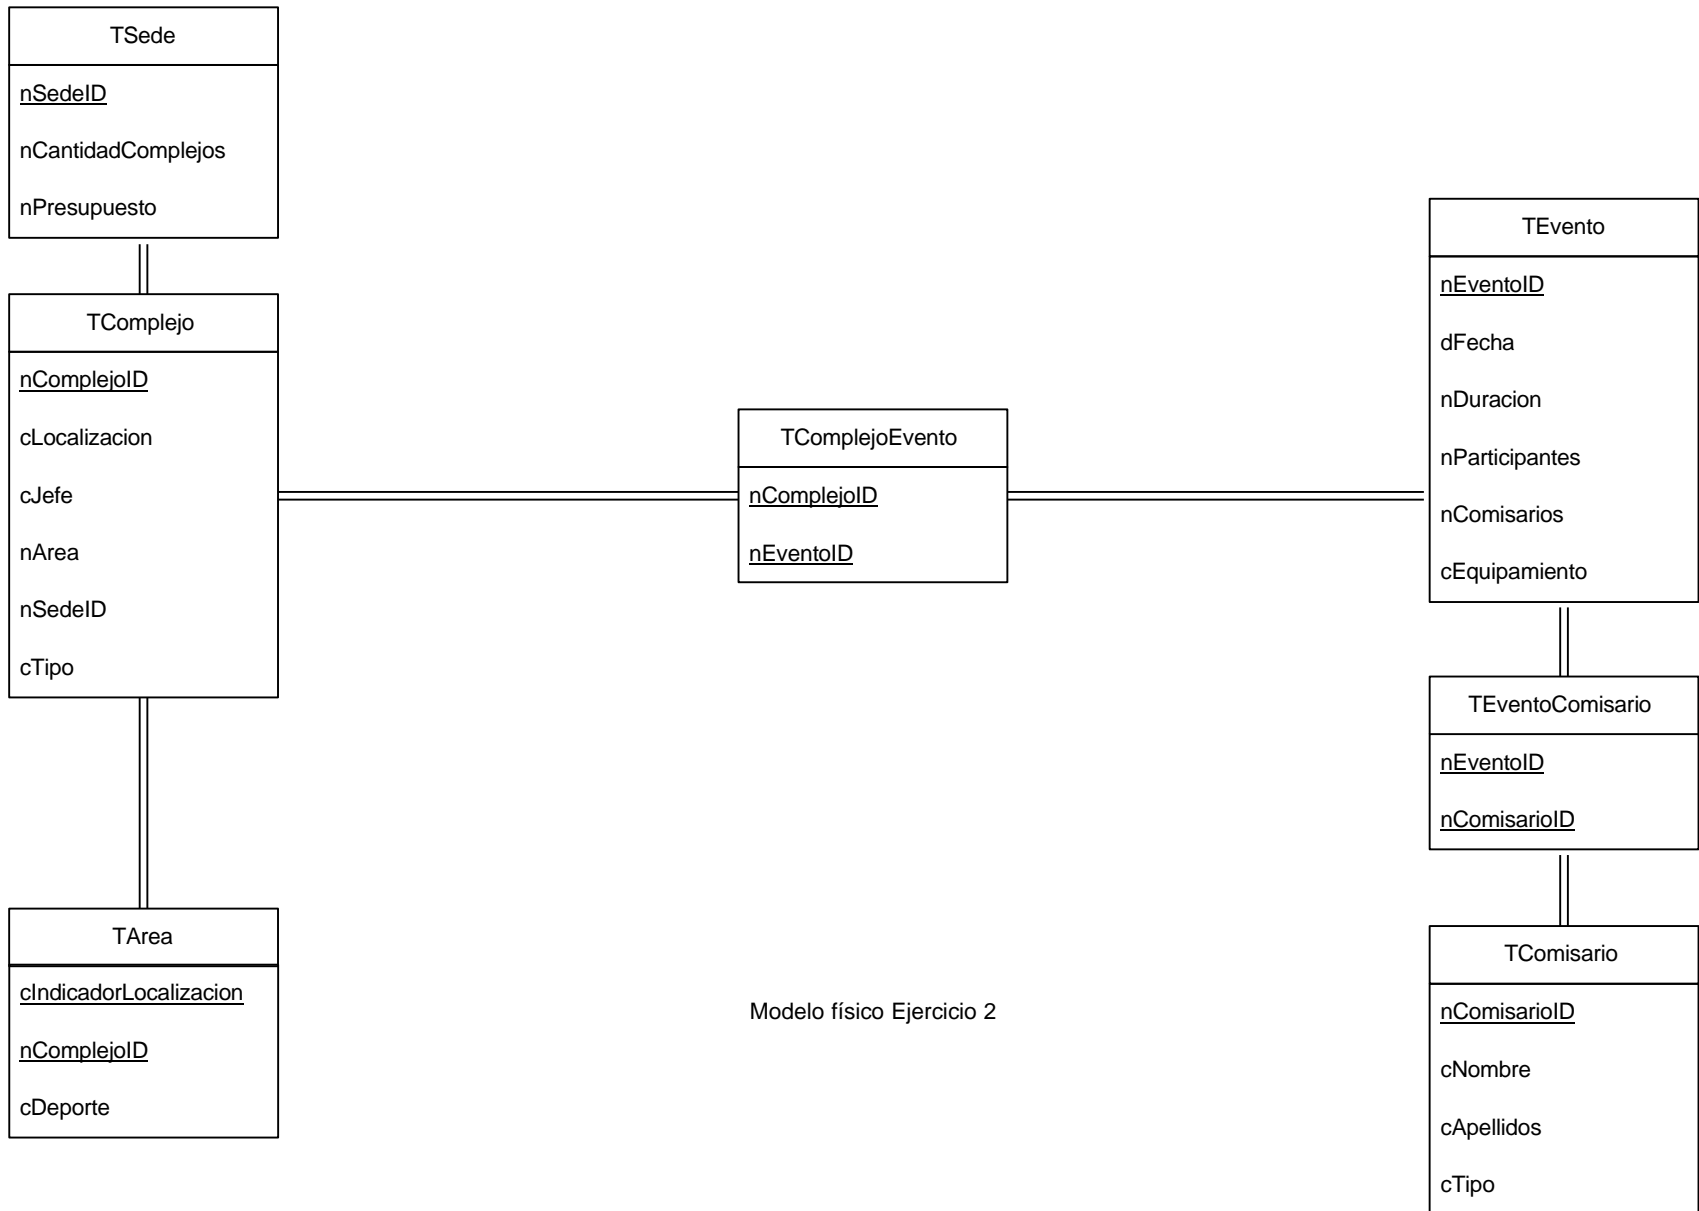 TSede
nSedeID
nCantidadComplejos
nPresupuesto
TComplejo
nComplejoID
cLocalizacion
cJefe
nArea
nSedeID
cTipo
TArea
cIndicadorLocalizacion
nComplejoID
cDeporte
TComplejoEvento
nComplejoID
nEventoID
Modelo físico Ejercicio 2
TEvento
nEventoID
dFecha
nDuracion
nParticipantes
nComisarios
cEquipamiento
TEventoComisario
nEventoID
nComisarioID
TComisario
nComisarioID
cNombre
cApellidos
cTipo